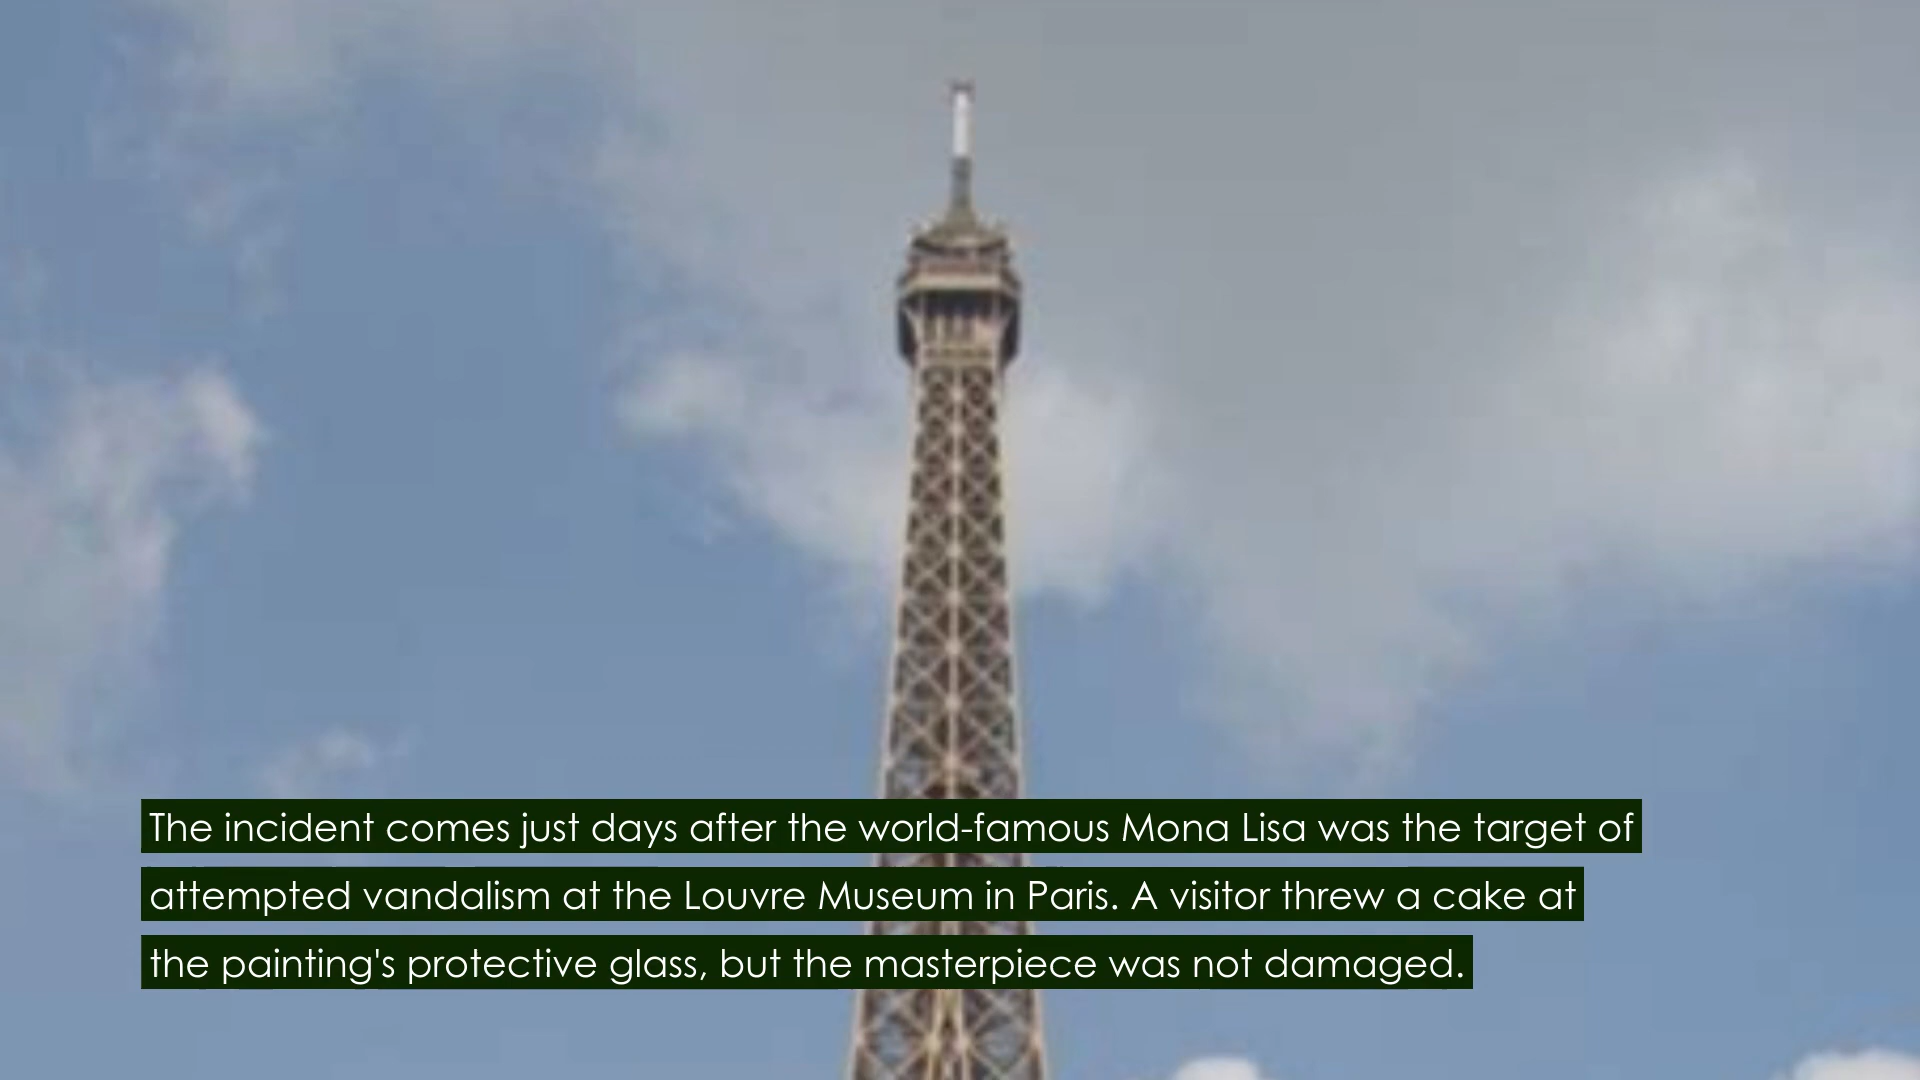 The incident comes just days after the world-famous Mona Lisa was the target of
attempted vandalism at the Louvre Museum in Paris. A visitor threw a cake at
the painting's protective glass, but the masterpiece was not damaged.